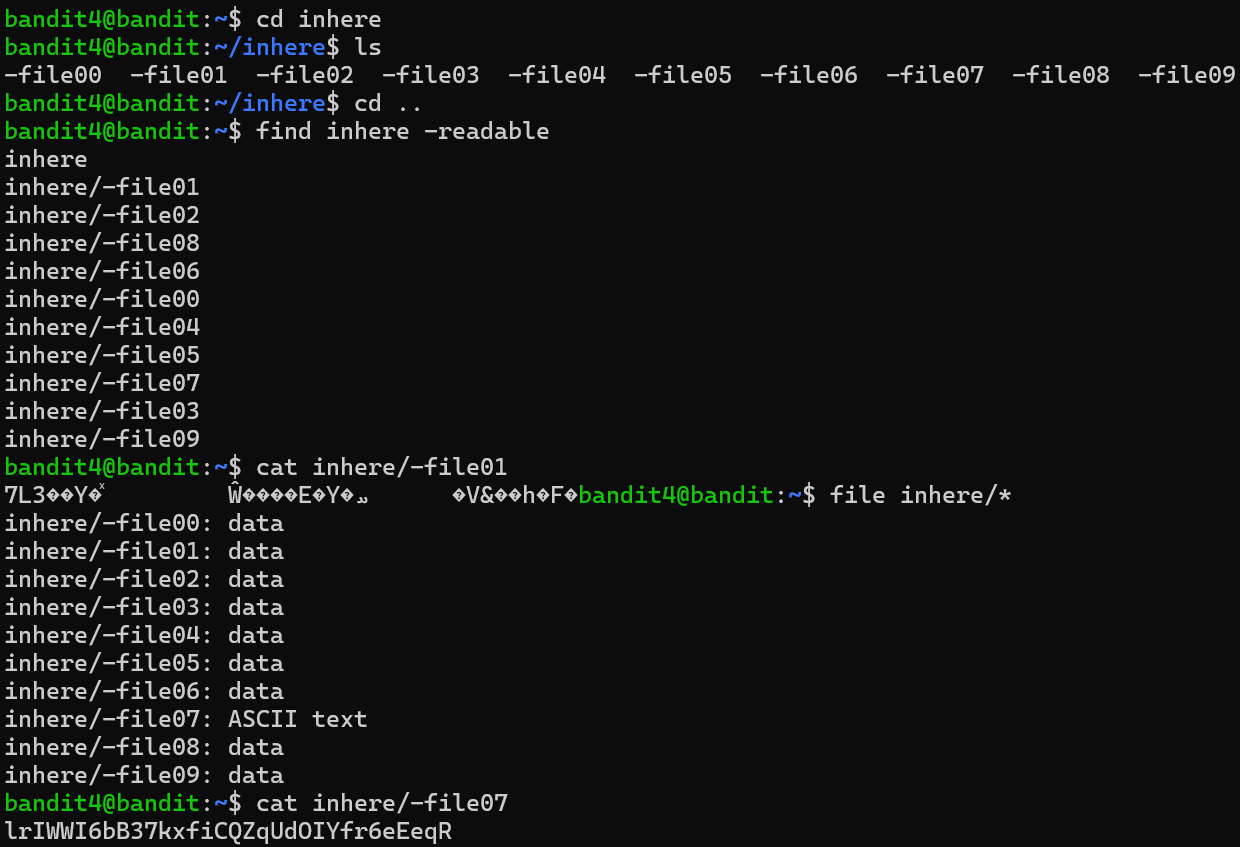 bandit4@bandit:~$ cd inhere
bandit4@bandit:~/inhere$ ls
-file00  -file01  -file02  -file03  -file04  -file05  -file06  -file07  -file08  -file09
bandit4@bandit:~/inhere$ cd ..
bandit4@bandit:~$ find inhere -readable
inhere
inhere/-file01
inhere/-file02
inhere/-file08
inhere/-file06
inhere/-file00
inhere/-file04
inhere/-file05
inhere/-file07
inhere/-file03
inhere/-file09
bandit4@bandit:~$ cat inhere/-file01
7L3��Y�ͯ Ŵ����E�Y� �V&��h�F�bandit4@bandit:~$ file inhere/*
inhere/-file00: data
inhere/-file01: data
inhere/-file02: data
inhere/-file03: data
inhere/-file04: data
inhere/-file05: data
inhere/-file06: data
inhere/-file07: ASCII text
inhere/-file08: data
inhere/-file09: data
bandit4@bandit:~$ cat inhere/-file07
lrIWWI6bB37kxfiCQZqUdOIYfr6eEeqR